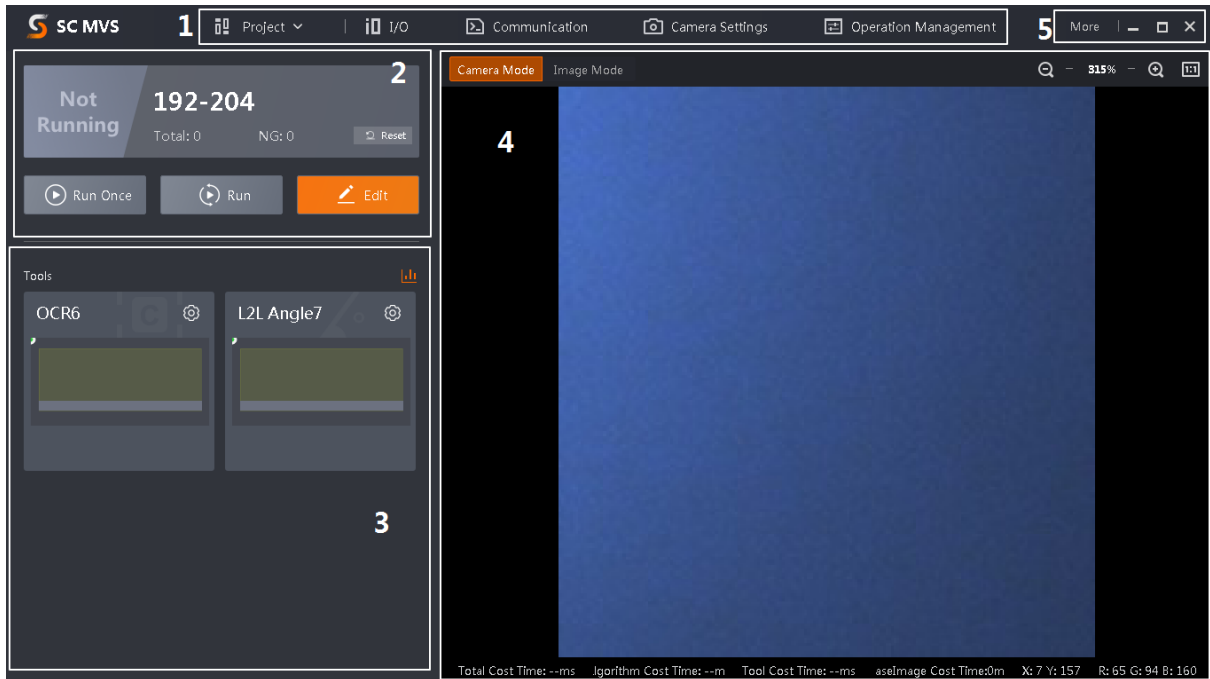 SC MVS 1 Project I/O Communication Camera Settings Operation Management 5 More
2
Not Running
192-204
Total: 0 NG: 0 Reset
Run Once Run Edit
Tools
OCR6 L2L Angle7
3
Camera Mode Image Mode 315% 1:1
4
Total Cost Time: --ms .lgorithm Cost Time: --m Tool Cost Time: --ms aseImage Cost Time:0m X: 7 Y: 157 R: 65 G: 94 B: 160